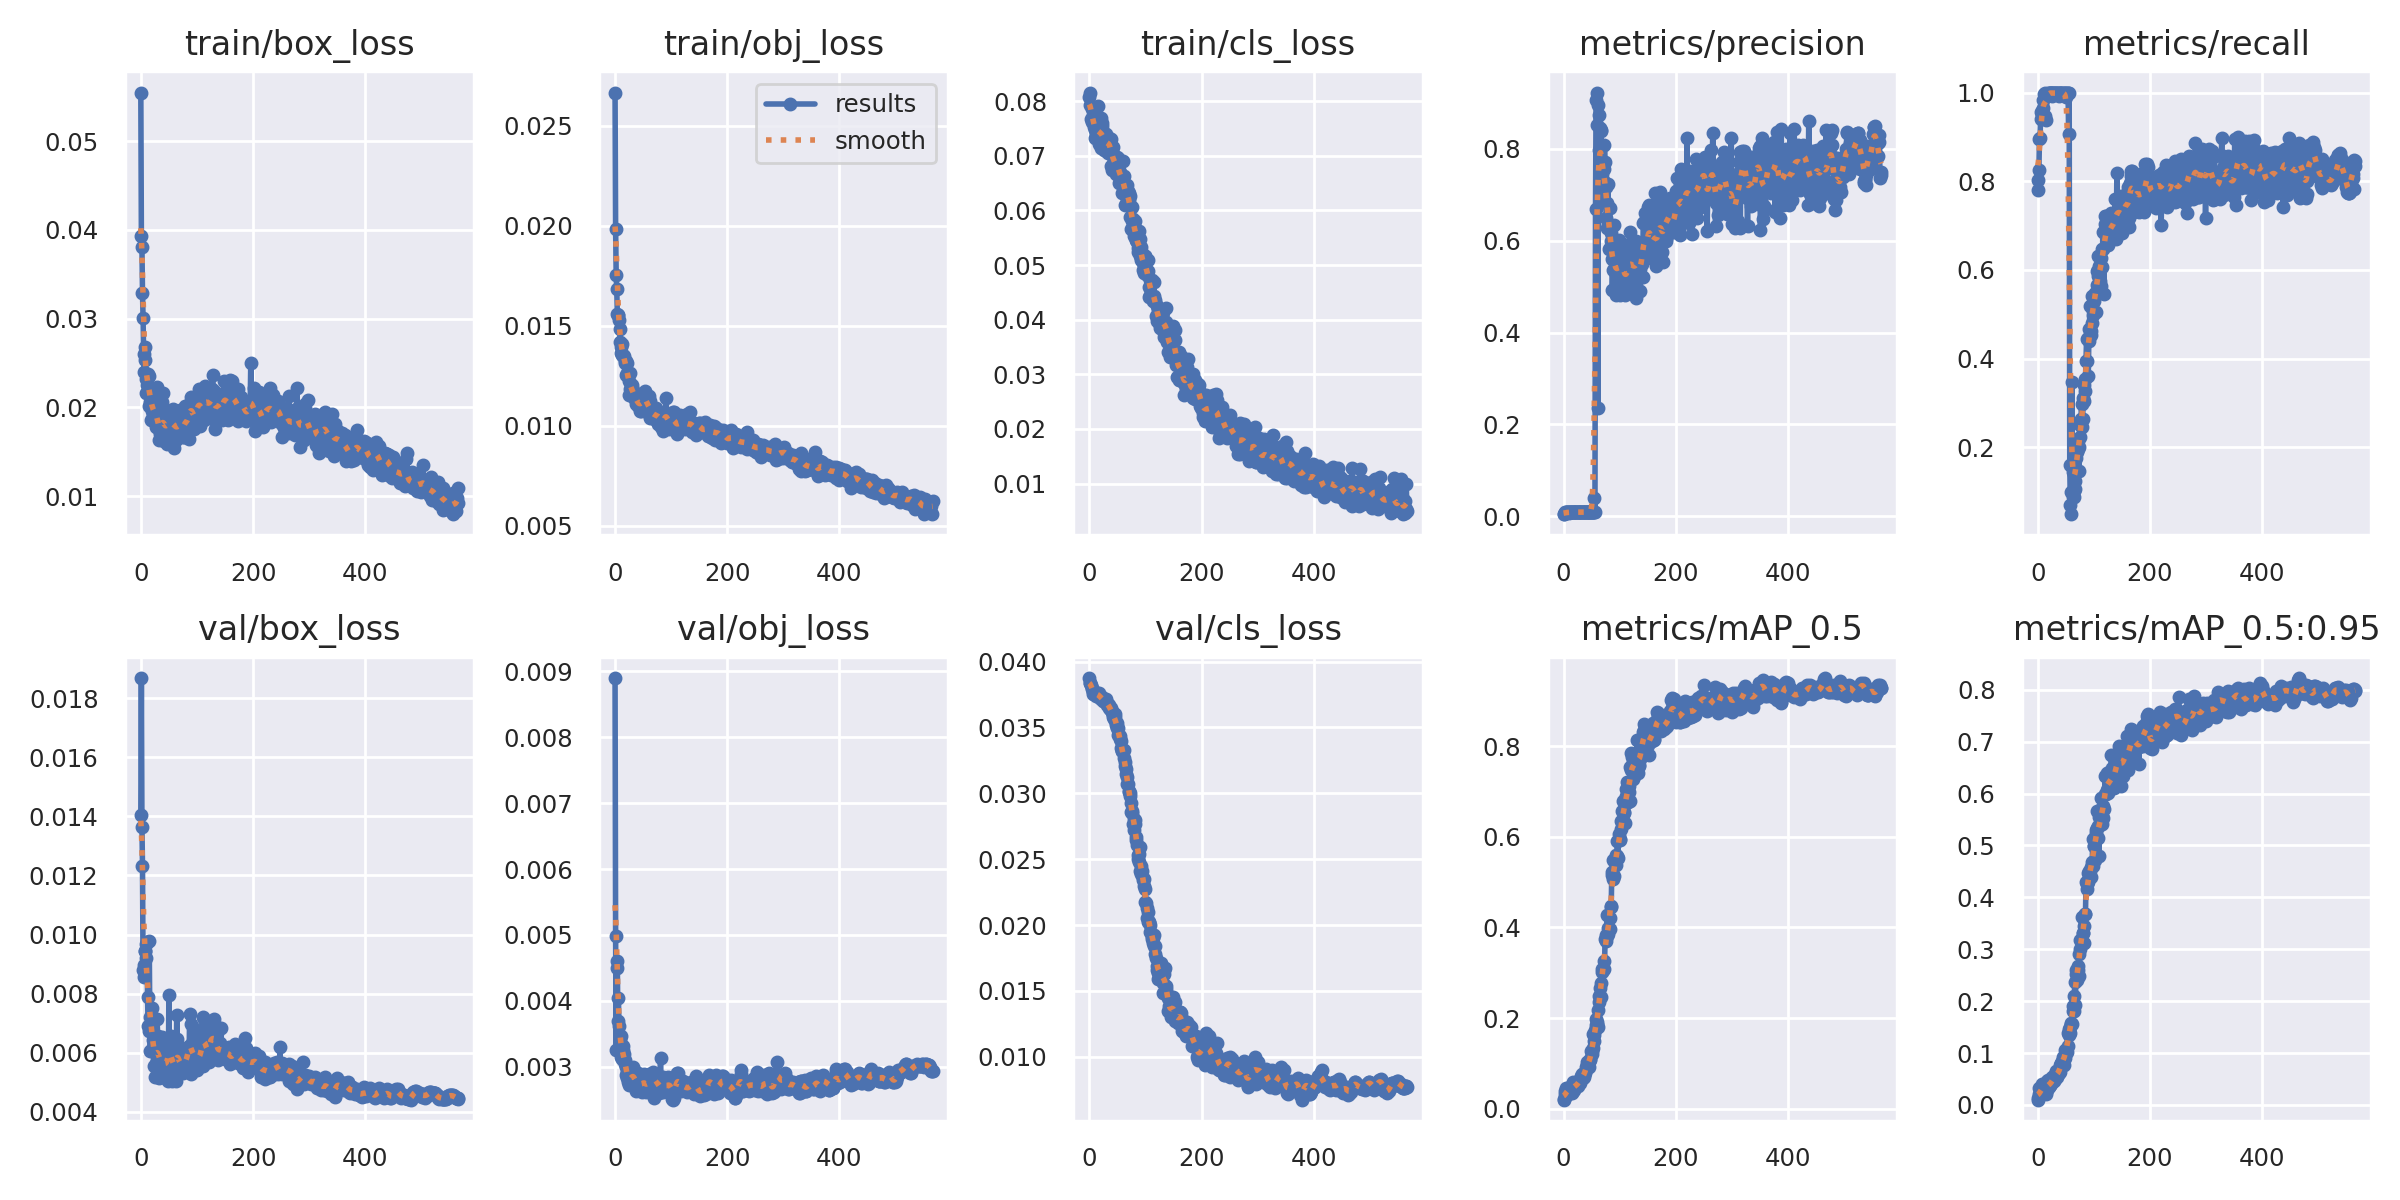 train/box_loss
train/obj_loss
train/cls_loss
metrics/precision
metrics/recall
0.05
0.04
0.03
0.02
0.01
0 200 400
0.025
0.020
0.015
0.010
0.005
results
smooth
0 200 400
0.08
0.07
0.06
0.05
0.04
0.03
0.02
0.01
0 200 400
0.8
0.6
0.4
0.2
0.0
0 200 400
1.0
0.8
0.6
0.4
0.2
0 200 400
val/box_loss
val/obj_loss
val/cls_loss
metrics/mAP_0.5
metrics/mAP_0.5:0.95
0.018
0.016
0.014
0.012
0.010
0.008
0.006
0.004
0 200 400
0.009
0.008
0.007
0.006
0.005
0.004
0.003
0 200 400
0.040
0.035
0.030
0.025
0.020
0.015
0.010
0 200 400
0.8
0.6
0.4
0.2
0.0
0 200 400
0.8
0.7
0.6
0.5
0.4
0.3
0.2
0.1
0.0
0 200 400